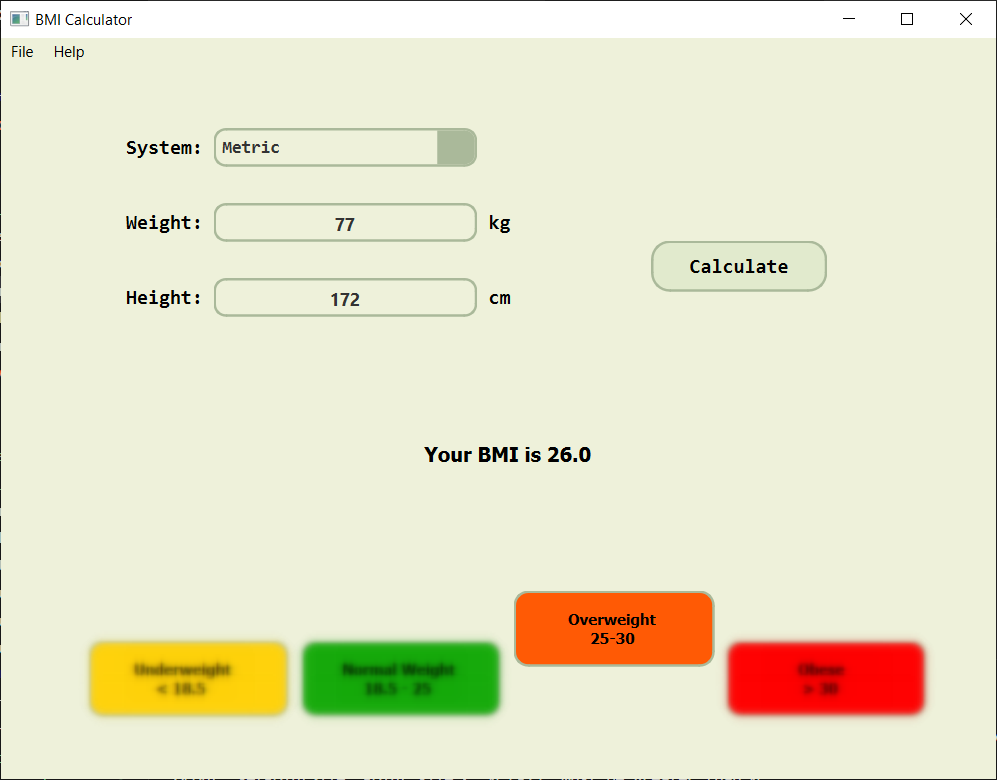 BMI Calculator
File Help
System: Metric
Weight: 77 kg
Height: 172 cm
Calculate
Your BMI is 26.0
Overweight
25-30
Underweight
< 18.5
Normal Weight
18.5 - 25
Obese
> 30